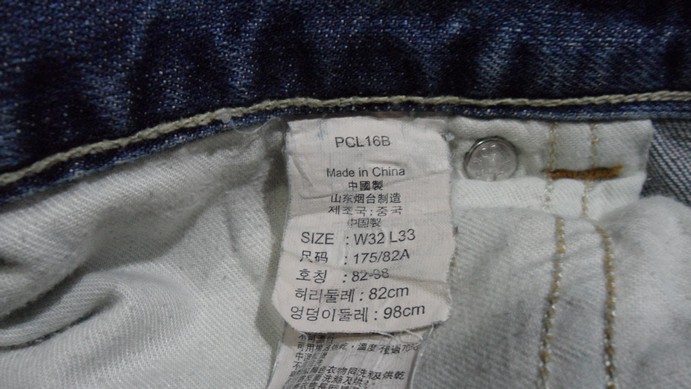 PCL16B
Made in China
中國製
山东烟台制造
제조국 : 중국
中国製
SIZE : W32 L33
尺码 : 175/82A
호칭 : 82-98
허리둘레 : 82cm
엉덩이둘레 : 98cm